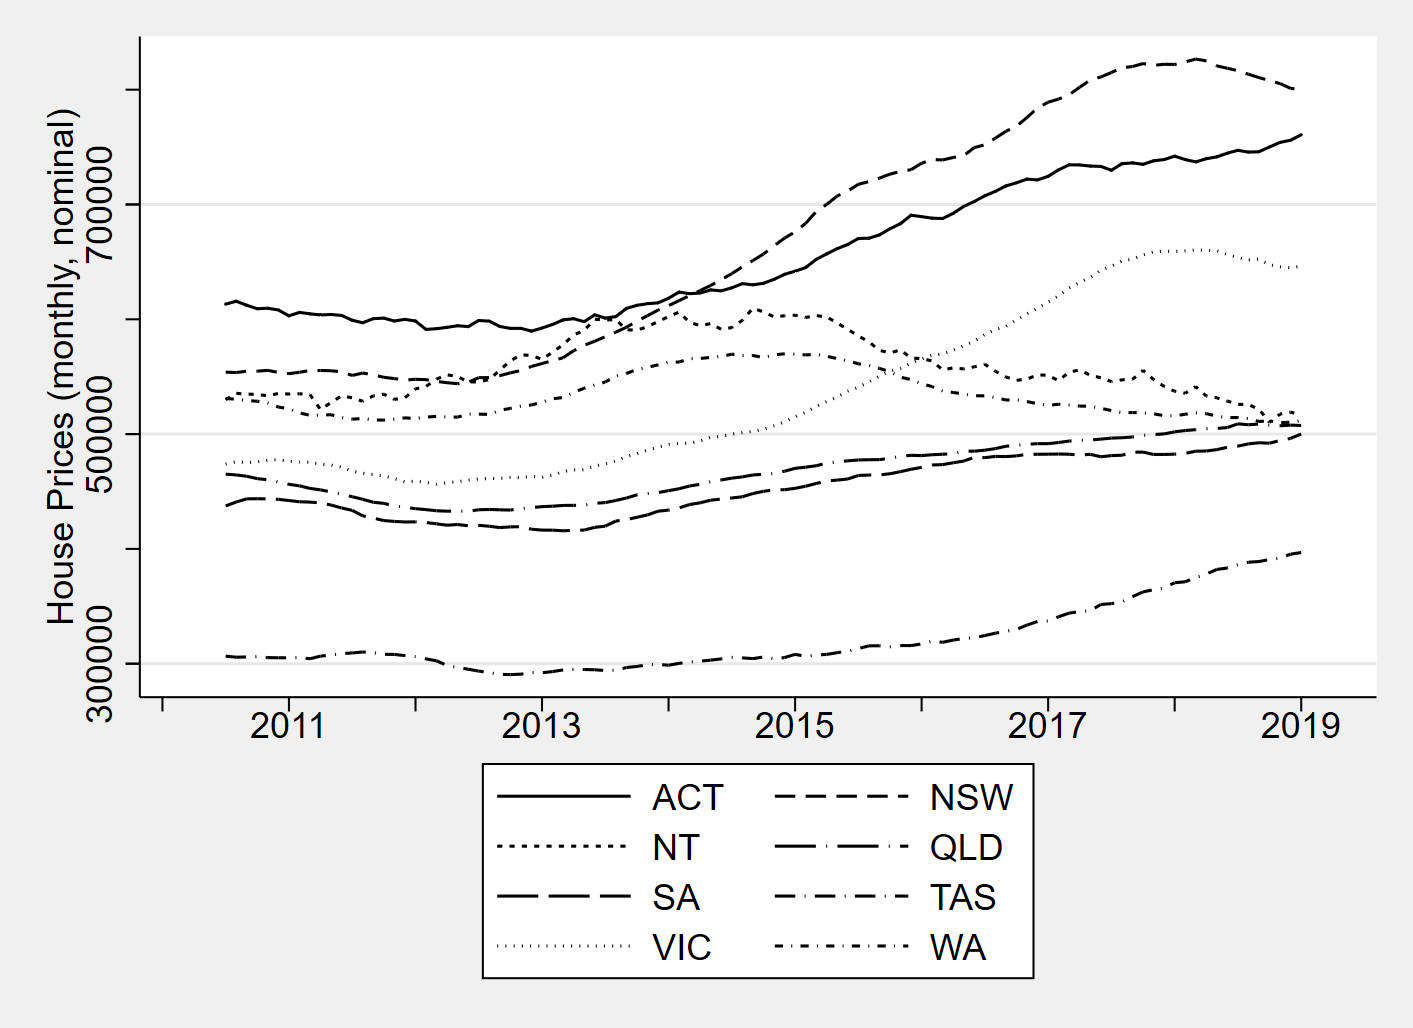 House Prices (monthly, nominal)
700000
500000
300000
2011 2013 2015 2017 2019
ACT NSW
NT QLD
SA TAS
VIC WA